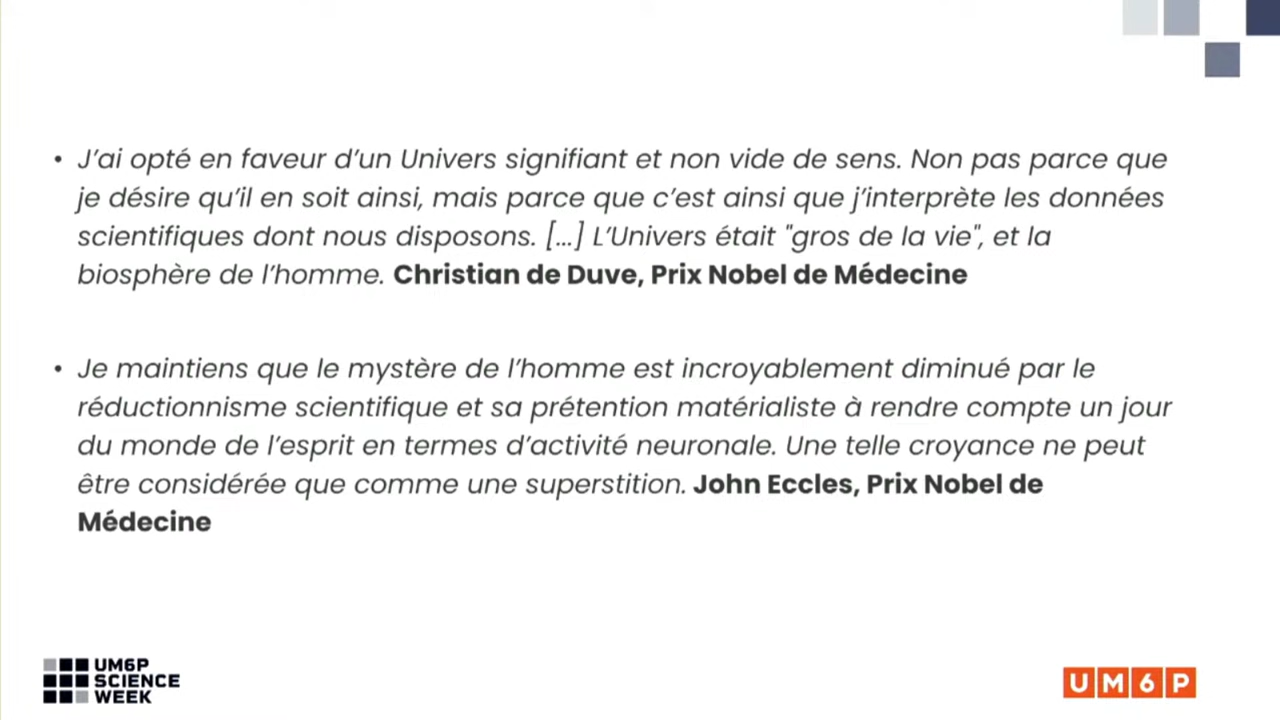 • J’ai opté en faveur d’un Univers signifiant et non vide de sens. Non pas parce que
je désire qu’il en soit ainsi, mais parce que c’est ainsi que j’interprète les données
scientifiques dont nous disposons. [...] L’Univers était "gros de la vie", et la
biosphère de l’homme. Christian de Duve, Prix Nobel de Médecine
• Je maintiens que le mystère de l’homme est incroyablement diminué par le
réductionnisme scientifique et sa prétention matérialiste à rendre compte un jour
du monde de l’esprit en termes d’activité neuronale. Une telle croyance ne peut
être considérée que comme une superstition. John Eccles, Prix Nobel de
Médecine
UM6P
SCIENCE
WEEK
UM6P